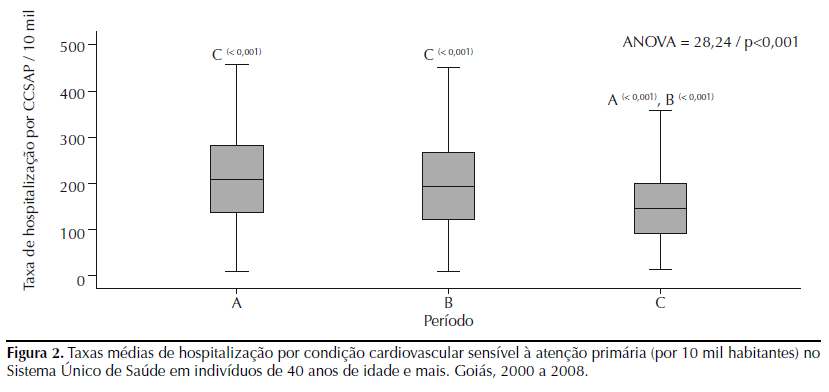 ANOVA = 28,24 / p<0,001
C (< 0,001)
C (< 0,001)
A (< 0,001), B (< 0,001)
Taxa de hospitalização por CCSAP / 10 mil
500
400
300
200
100
0
A
B
C
Período
Figura 2. Taxas médias de hospitalização por condição cardiovascular sensível à atenção primária (por 10 mil habitantes) no
Sistema Único de Saúde em indivíduos de 40 anos de idade e mais. Goiás, 2000 a 2008.